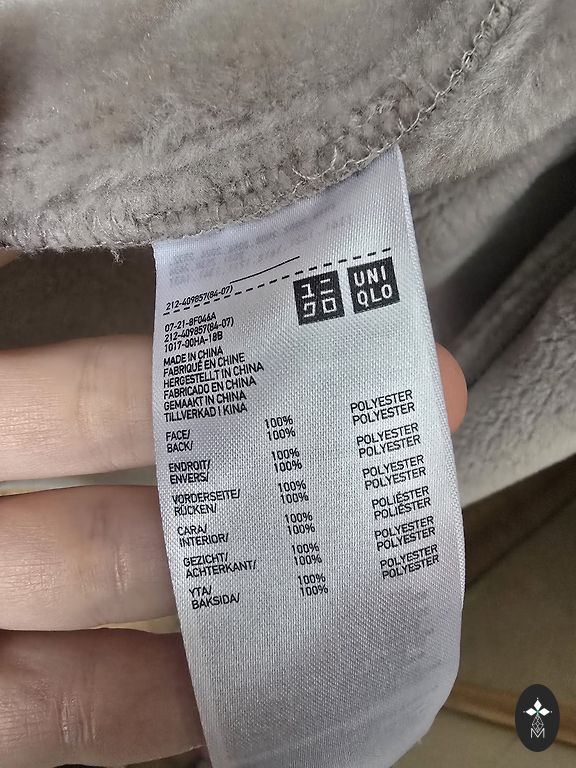 212-409857(84-07)
ユニ
クロ
UNI
QLO
07-21-8F046A
212-409857(84-07)
1017-00HA-18B
MADE IN CHINA
FABRIQUÉ EN CHINE
HERGESTELLT IN CHINA
FABRICADO EN CHINA
GEMAAKT IN CHINA
TILLVERKAD I KINA
FACE/ 100% POLYESTER
BACK/ 100% POLYESTER
ENDROIT/ 100% POLYESTER
ENVERS/ 100% POLYESTER
VORDERSEITE/ 100% POLYESTER
RÜCKEN/ 100% POLYESTER
CARA/ 100% POLIÉSTER
INTERIOR/ 100% POLIÉSTER
GEZICHT/ 100% POLYESTER
ACHTERKANT/ 100% POLYESTER
YTA/ 100% POLYESTER
BAKSIDA/ 100% POLYESTER
M